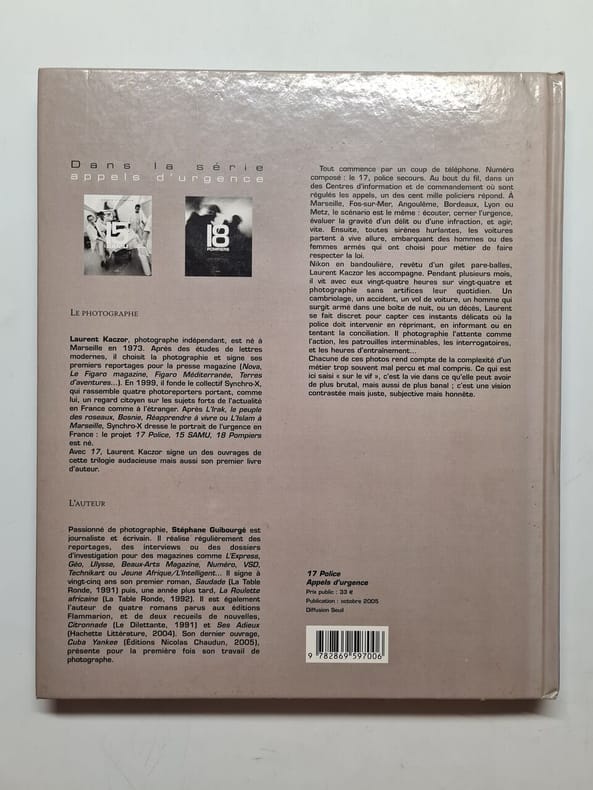 Dans la série
appels d'urgence
15
18
POMPIERS
LE PHOTOGRAPHE
Laurent Kaczor, photographe indépendant, est né à
Marseille en 1973. Après des études de lettres
modernes, il choisit la photographie et signe ses
premiers reportages pour la presse magazine (Nova,
Le Figaro magazine, Figaro Méditerranée, Terres
d'aventures...). En 1999, il fonde le collectif Synchro-X,
qui rassemble quatre photoreporters portant, comme
lui, un regard citoyen sur les sujets forts de l'actualité
en France comme à l'étranger. Après L'Irak, le peuple
des roseaux, Bosnie, Réapprendre à vivre ou L'Islam à
Marseille, Synchro-X dresse le portrait de l'urgence en
France : le projet 17 Police, 15 SAMU, 18 Pompiers
est né.
Avec 17, Laurent Kaczor signe un des ouvrages de
cette trilogie audacieuse mais aussi son premier livre
d'auteur.
L'AUTEUR
Passionné de photographie, Stéphane Guibourgé est
journaliste et écrivain. Il réalise régulièrement des
reportages, des interviews ou des dossiers
d'investigation pour des magazines comme L'Express,
Géo, Ulysse, Beaux-Arts Magazine, Numéro, VSD,
Technikart ou Jeune Afrique/L'Intelligent... Il signe à
vingt-cinq ans son premier roman, Saudade (La Table
Ronde, 1991) puis, une année plus tard, La Roulette
africaine (La Table Ronde, 1992). Il est également
l'auteur de quatre romans parus aux éditions
Flammarion, et de deux recueils de nouvelles,
Citronnade (Le Dilettante, 1991) et Ses Adieux
(Hachette Littérature, 2004). Son dernier ouvrage,
Cuba Yankee (Éditions Nicolas Chaudun, 2005),
présente pour la première fois son travail de
photographe.
Tout commence par un coup de téléphone. Numéro
composé : le 17, police secours. Au bout du fil, dans un
des Centres d'information et de commandement où sont
régulés les appels, un des cent mille policiers répond. À
Marseille, Fos-sur-Mer, Angoulême, Bordeaux, Lyon ou
Metz, le scénario est le même : écouter, cerner l'urgence,
évaluer la gravité d'un délit ou d'une infraction, et agir,
vite. Ensuite, toutes sirènes hurlantes, les voitures
partent à vive allure, embarquant des hommes ou des
femmes armés qui ont choisi pour métier de faire
respecter la loi.
Nikon en bandoulière, revêtu d'un gilet pare-balles,
Laurent Kaczor les accompagne. Pendant plusieurs mois,
il vit avec eux vingt-quatre heures sur vingt-quatre et
photographie sans artifices leur quotidien. Un
cambriolage, un accident, un vol de voiture, un homme qui
surgit armé dans une boîte de nuit, ou un décès, Laurent
se fait discret pour capter ces instants délicats où la
police doit intervenir en réprimant, en informant ou en
tentant la conciliation. Il photographie l'attente comme
l'action, les patrouilles interminables, les interrogatoires,
et les heures d'entraînement...
Chacune de ces photos rend compte de la complexité d'un
métier trop souvent mal perçu et mal compris. Ce qui est
ici saisi « sur le vif », c'est la vie dans ce qu'elle peut avoir
de plus brutal, mais aussi de plus banal ; c'est une vision
contrastée mais juste, subjective mais honnête.
17 Police
Appels d'urgence
Prix public : 33 €
Publication : octobre 2005
Diffusion Seuil
9 782869 597006